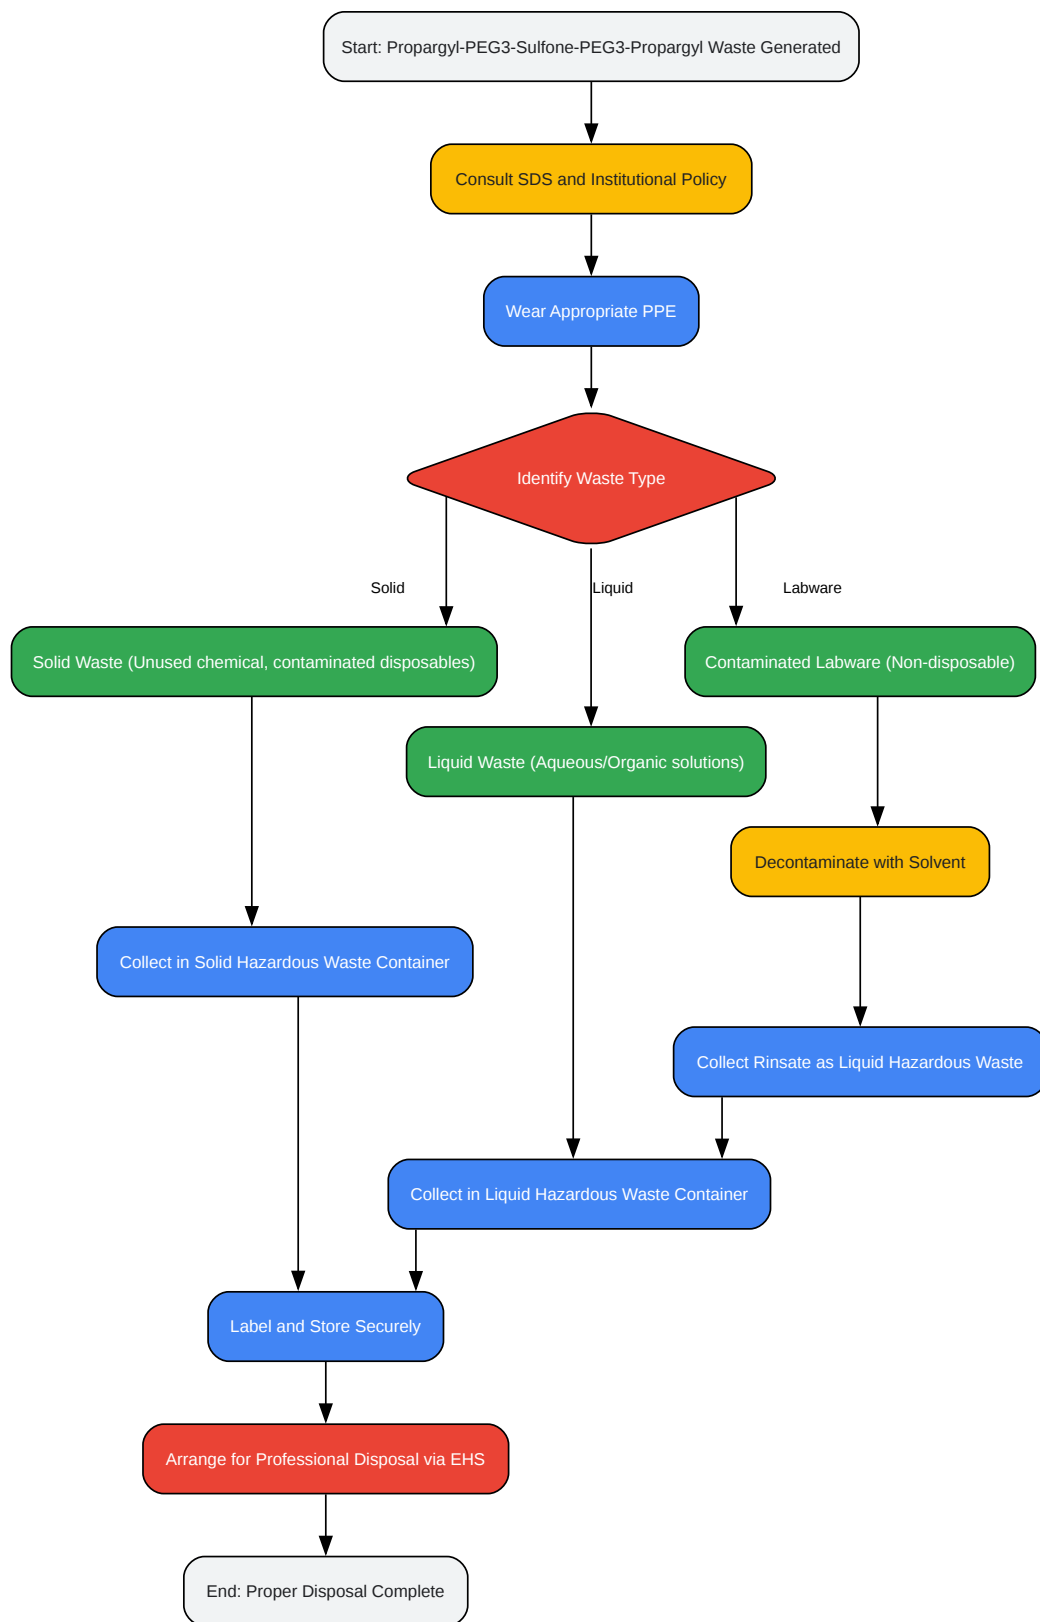 Start: Propargyl-PEG3-Sulfone-PEG3-Propargyl Waste Generated
Consult SDS and Institutional Policy
Wear Appropriate PPE
Identify Waste Type
Solid
Liquid
Labware
Solid Waste (Unused chemical, contaminated disposables)
Contaminated Labware (Non-disposable)
Liquid Waste (Aqueous/Organic solutions)
Decontaminate with Solvent
Collect in Solid Hazardous Waste Container
Collect Rinsate as Liquid Hazardous Waste
Collect in Liquid Hazardous Waste Container
Label and Store Securely
Arrange for Professional Disposal via EHS
End: Proper Disposal Complete